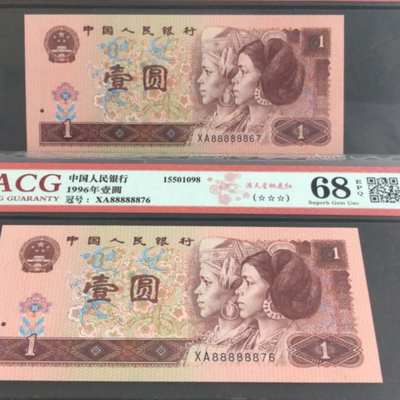 中国人民银行
1
壹圆
1
XA88888867
1
ACG
GUARANTY
中国人民银行
1996年壹圆
冠号: XA88888876
15501098
(☆☆☆)
68
Superb Gem Unc
中国人民银行
1
壹圆
1
XA88888876
1